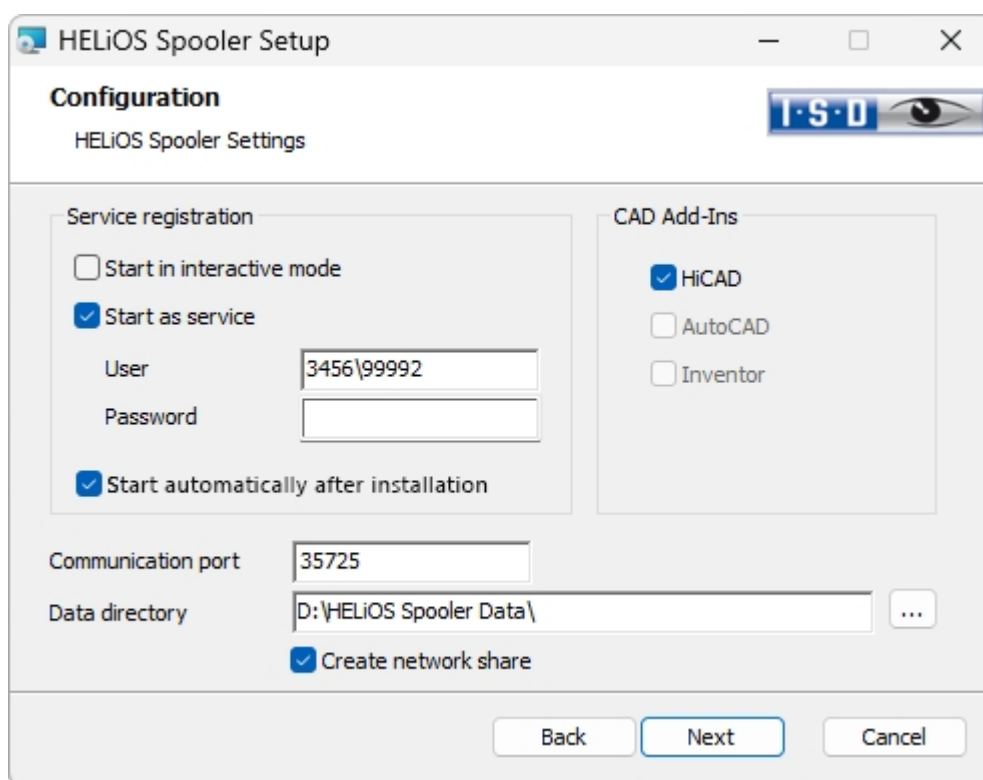 HELiOS Spooler Setup
Configuration
HELiOS Spooler Settings
I·S·D
Service registration
Start in interactive mode
Start as service
User
3456\99992
Password
Start automatically after installation
CAD Add-Ins
HiCAD
AutoCAD
Inventor
Communication port
35725
Data directory
D:\HELiOS Spooler Data\
...
Create network share
Back
Next
Cancel